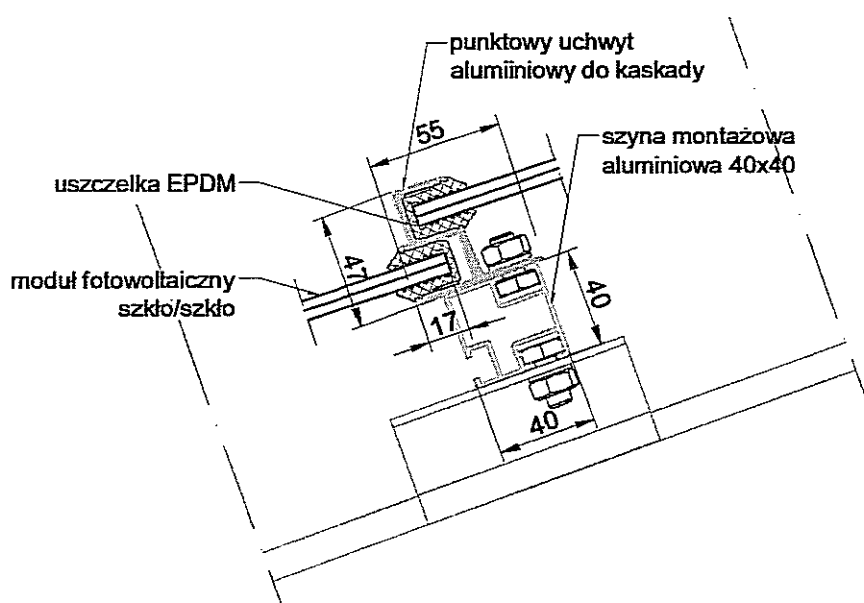 punktowy uchwyt
alumiiniowy do kaskady
55
szyna montażowa
aluminiowa 40x40
uszczelka EPDM
47
moduł fotowoltaiczny
szkło/szkło
40
17
40